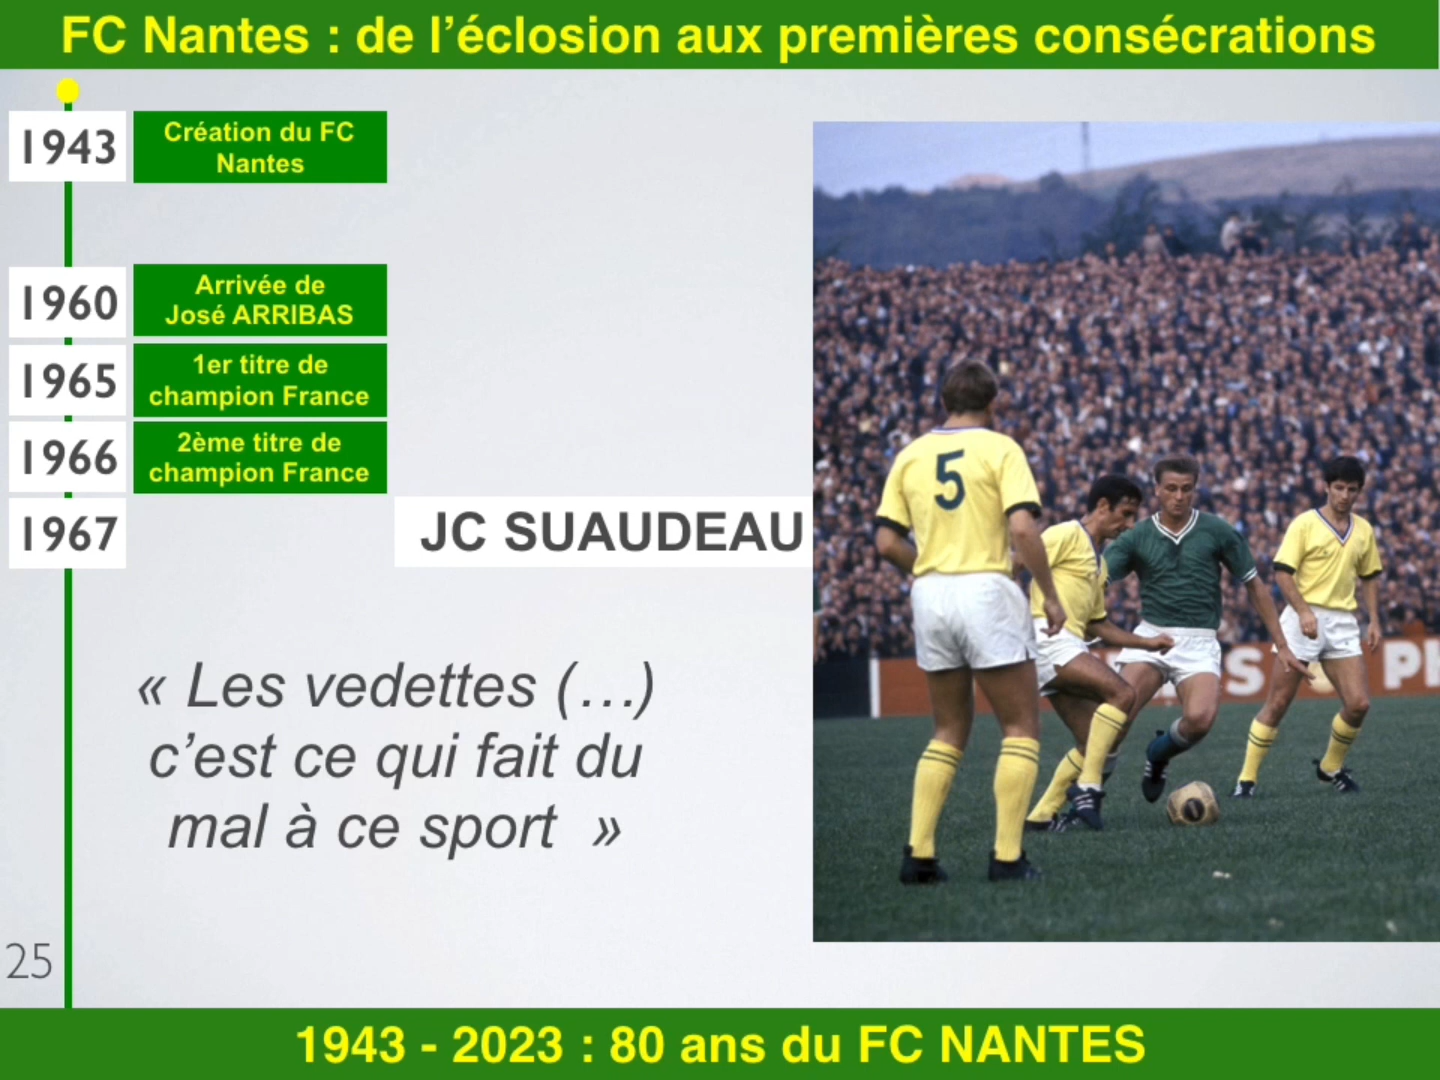 FC Nantes : de l’éclosion aux premières consécrations
1943
Création du FC
Nantes
1960
Arrivée de
José ARRIBAS
1965
1er titre de
champion France
1966
2ème titre de
champion France
1967
JC SUAUDEAU
« Les vedettes (…)
c’est ce qui fait du
mal à ce sport »
5
25
1943 - 2023 : 80 ans du FC NANTES